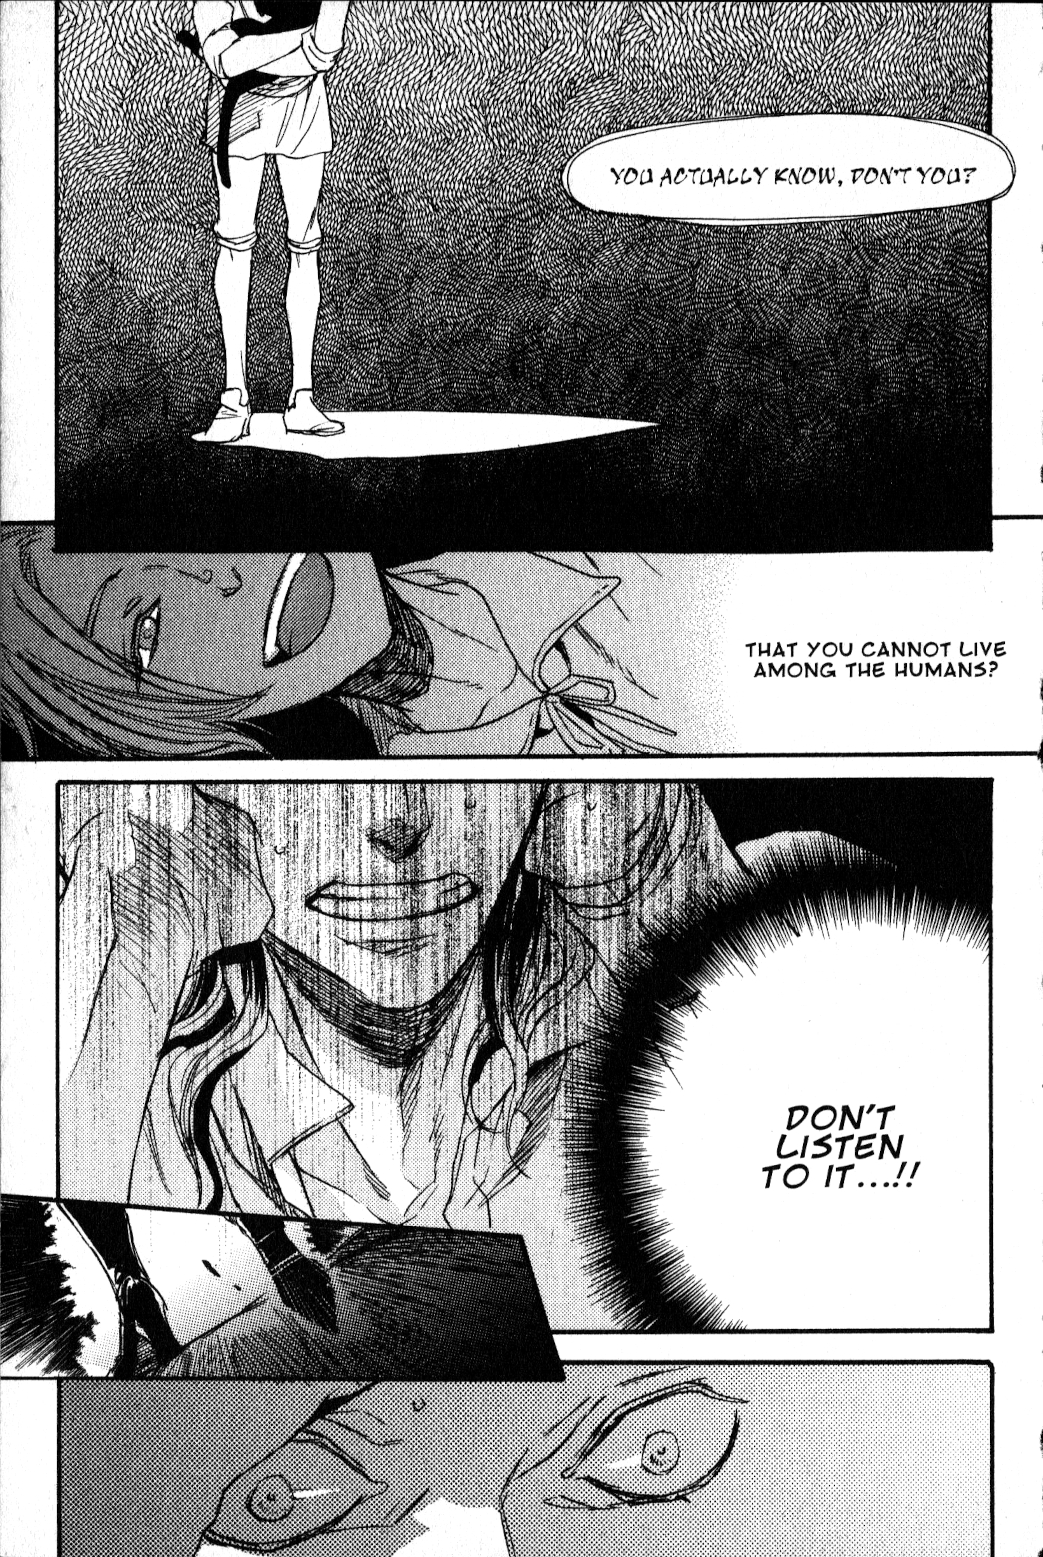 YOU ACTUALLY KNOW, DON'T YOU?
THAT YOU CANNOT LIVE
AMONG THE HUMANS?
DON'T
LISTEN
TO IT...!!